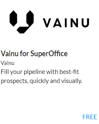 VAINU
Vainu for SuperOffice
Vainu
Fill your pipeline with best-fit
prospects, quickly and visually.
FREE